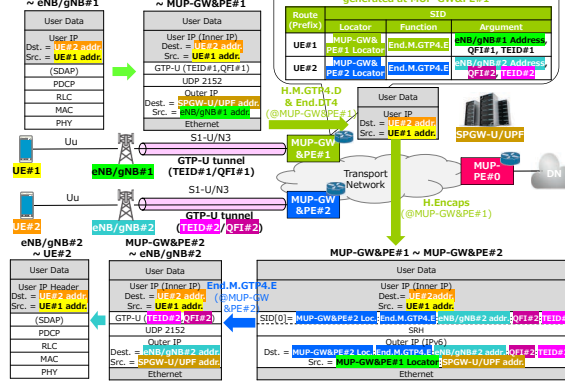 ~ eNB/gNB#1
User Data
User IP
Dst. = UE#2 addr.
Src. = UE#1 addr.
(SDAP)
PDCP
RLC
MAC
PHY
~ MUP-GW&PE#1
User Data
User IP (Inner IP)
Dest. = UE#2 addr.
Src. = UE#1 addr.
GTP-U (TEID#1,QFI#1)
UDP 2152
Outer IP
Dest. = SPGW-U/UPF addr.
Src. = eNB/gNB#1 addr.
Ethernet
generated at MUP-GW&PE#1
Route (Prefix)
SID
Locator
Function
Argument
UE#1
MUP-GW& PE#1 Locator
End.M.GTP4.E
eNB/gNB#1 Address, QFI#1, TEID#1
UE#2
MUP-GW& PE#2 Locator
End.M.GTP4.E
eNB/gNB#2 Address, QFI#2, TEID#2
H.M.GTP4.D
& End.DT4
(@MUP-GW&PE#1)
User Data
User IP
Dst. = UE#2 addr.
Src. = UE#1 addr.
SPGW-U/UPF
Uu
S1-U/N3
MUP-GW
&PE#1
UE#1
eNB/gNB#1
GTP-U tunnel
(TEID#1/QFI#1)
Transport
Network
MUP-
PE#0
DN
Uu
S1-U/N3
MUP-GW
&PE#2
H.Encaps
(@MUP-GW&PE#1)
UE#2
eNB/gNB#2
GTP-U tunnel
(TEID#2/QFI#2)
eNB/gNB#2
~ UE#2
User Data
User IP Header
Dst. = UE#2 addr.
Src. = UE#1 addr.
(SDAP)
PDCP
RLC
MAC
PHY
MUP-GW&PE#2
~ eNB/gNB#2
User Data
User IP (Inner IP)
Dest. = UE#2 addr.
Src. = UE#1 addr.
GTP-U (TEID#2,QFI#2)
UDP 2152
Outer IP
Dest. = eNB/gNB#2 addr.
Src. = SPGW-U/UPF addr.
Ethernet
End.M.GTP4.E
(@MUP-GW
&PE#2)
MUP-GW&PE#1 ~ MUP-GW&PE#2
User Data
User IP (Inner IP)
Dest. = UE#2 addr.
Src. = UE#1 addr.
SID[0]= MUP-GW&PE#2 Loc. End.M.GTP4.E eNB/gNB#2 addr. QFI#2 TEID#2
SRH
Outer IP (IPv6)
Dst. = MUP-GW&PE#2 Loc. End.M.GTP4.E eNB/gNB#2 addr. QFI#2 TEID#2
Src. = MUP-GW&PE#1 Locator SPGW-U/UPF addr.
Ethernet